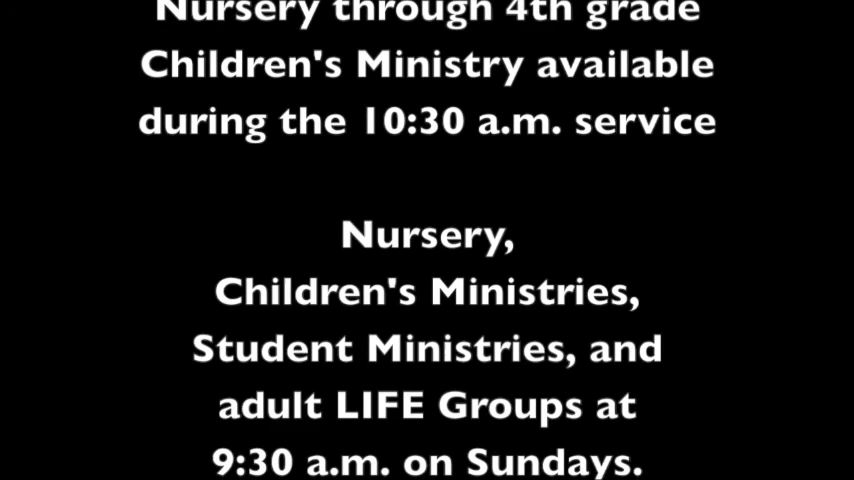 Nursery through 4th grade
Children's Ministry available
during the 10:30 a.m. service
Nursery,
Children's Ministries,
Student Ministries, and
adult LIFE Groups at
9:30 a.m. on Sundays.